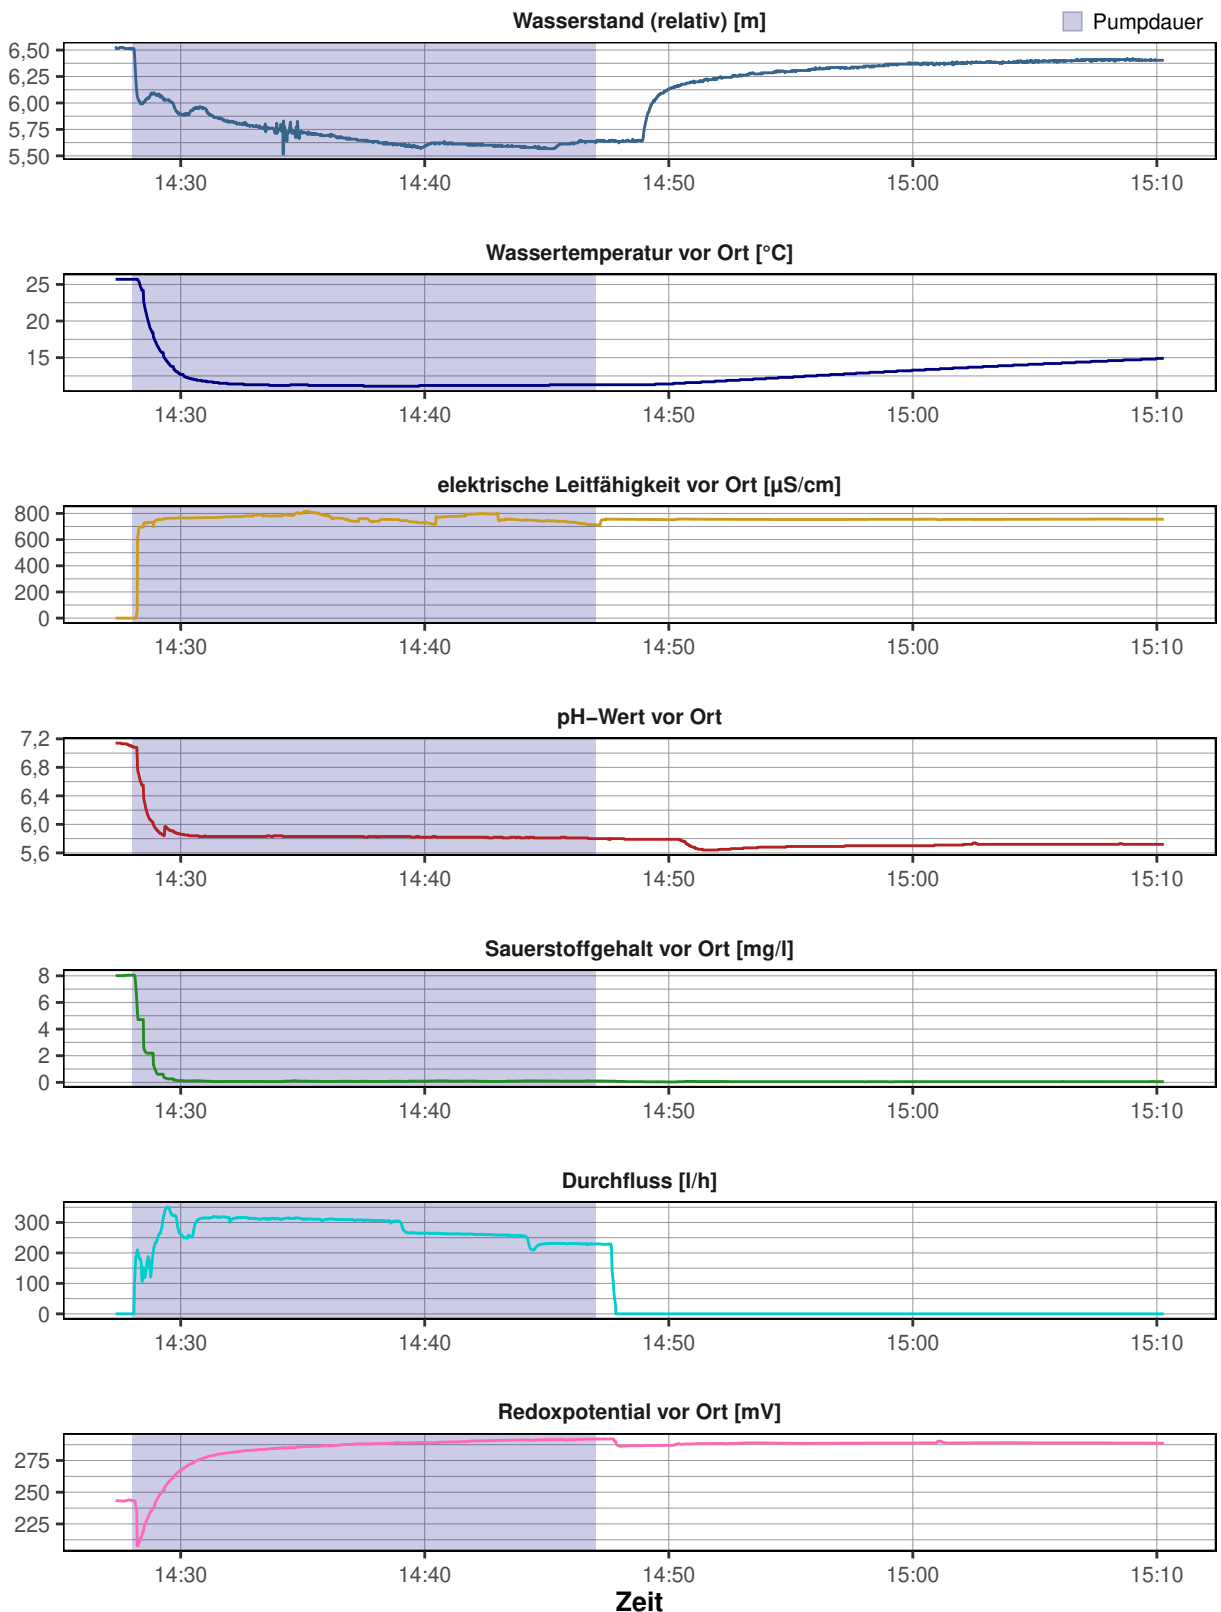 Wasserstand (relativ) [m]
Pumpdauer
6,50
6,25
6,00
5,75
5,50
14:30 14:40 14:50 15:00 15:10
Wassertemperatur vor Ort [°C]
25
20
15
14:30 14:40 14:50 15:00 15:10
elektrische Leitfähigkeit vor Ort [µS/cm]
800
600
400
200
0
14:30 14:40 14:50 15:00 15:10
pH−Wert vor Ort
7,2
6,8
6,4
6,0
5,6
14:30 14:40 14:50 15:00 15:10
Sauerstoffgehalt vor Ort [mg/l]
8
6
4
2
0
14:30 14:40 14:50 15:00 15:10
Durchfluss [l/h]
300
200
100
0
14:30 14:40 14:50 15:00 15:10
Redoxpotential vor Ort [mV]
275
250
225
14:30 14:40 14:50 15:00 15:10
Zeit